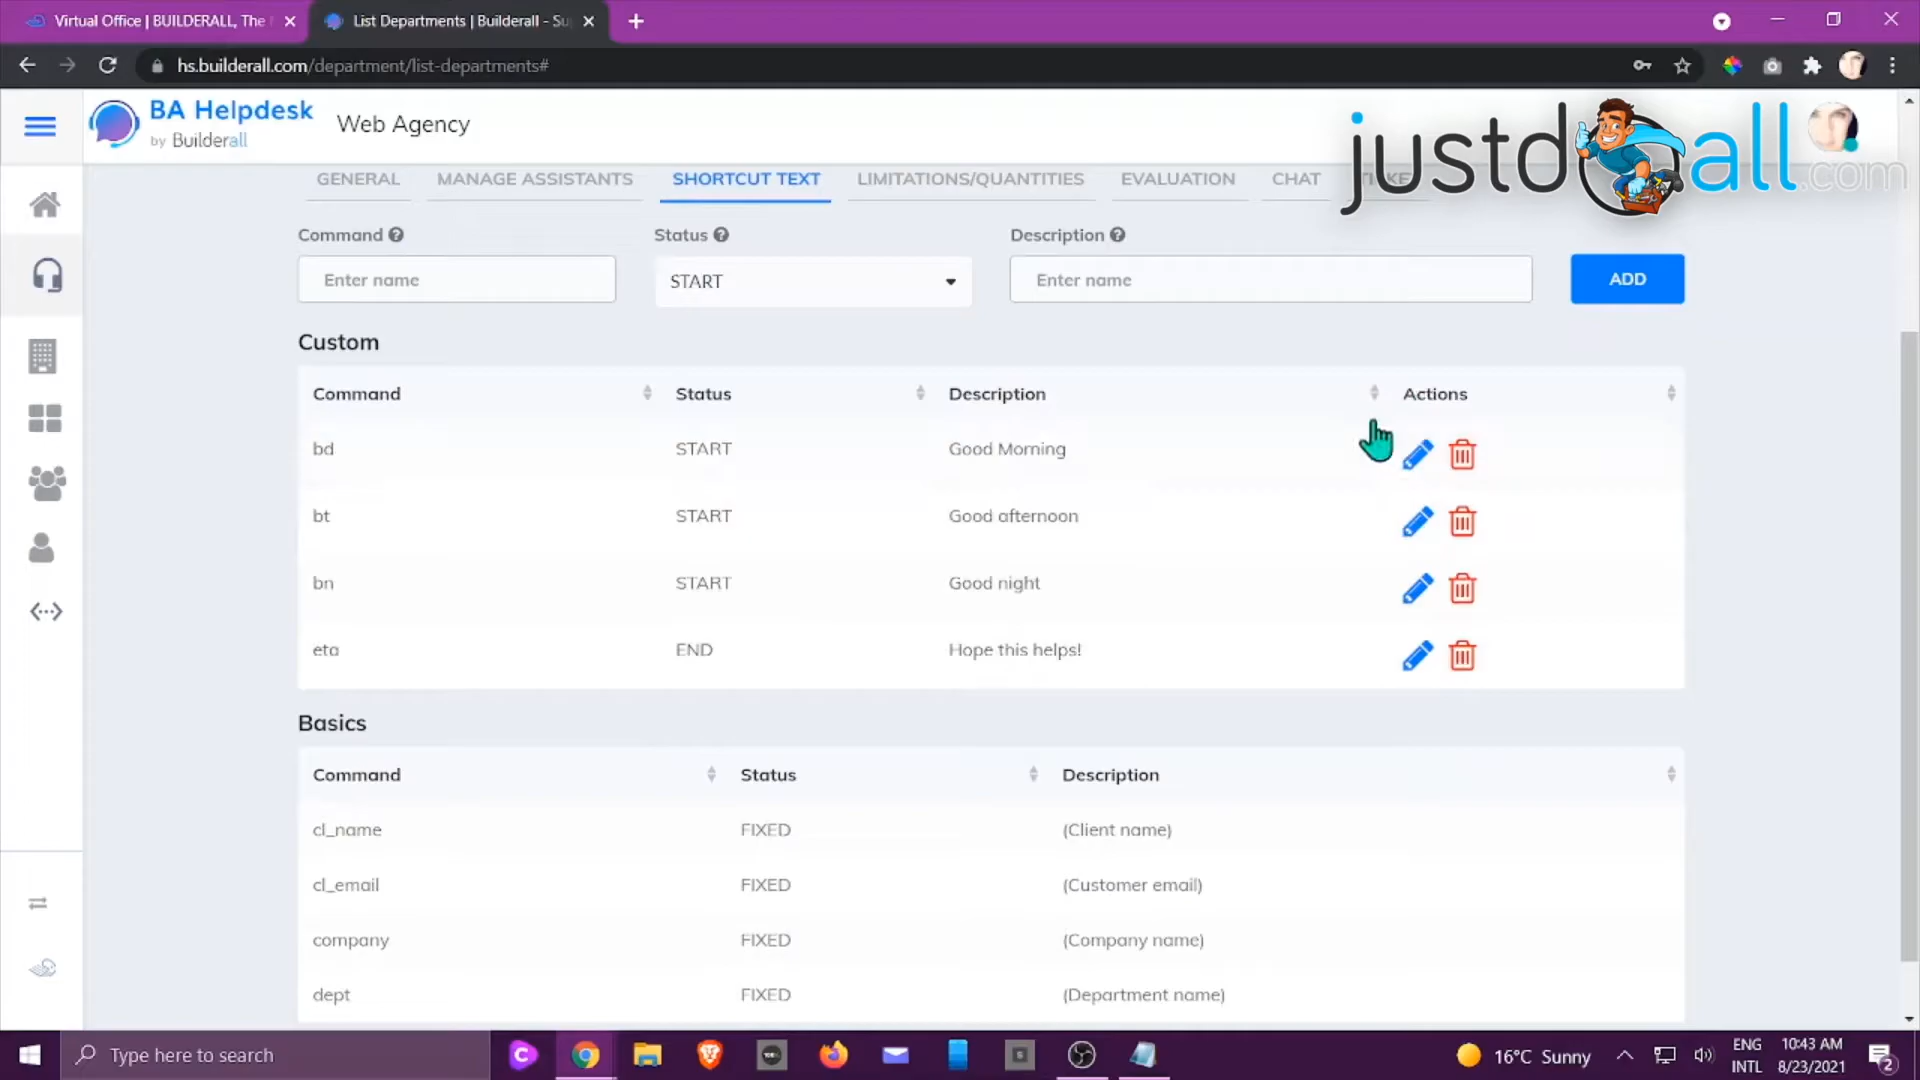 Virtual Office | BUILDERALL, The
List Departments | Builderall - Su
hs.builderall.com/department/list-departments#
BA Helpdesk
by Builderall
Web Agency
justdoall.com
GENERAL
MANAGE ASSISTANTS
SHORTCUT TEXT
LIMITATIONS/QUANTITIES
EVALUATION
CHAT
Command
Status
Description
Enter name
START
Enter name
ADD
Custom
Command Status Description Actions
bd START Good Morning
bt START Good afternoon
bn START Good night
eta END Hope this helps!
Basics
Command Status Description
cl_name FIXED (Client name)
cl_email FIXED (Customer email)
company FIXED (Company name)
dept FIXED (Department name)
Type here to search
16°C Sunny
ENG
INTL
10:43 AM
8/23/2021
2